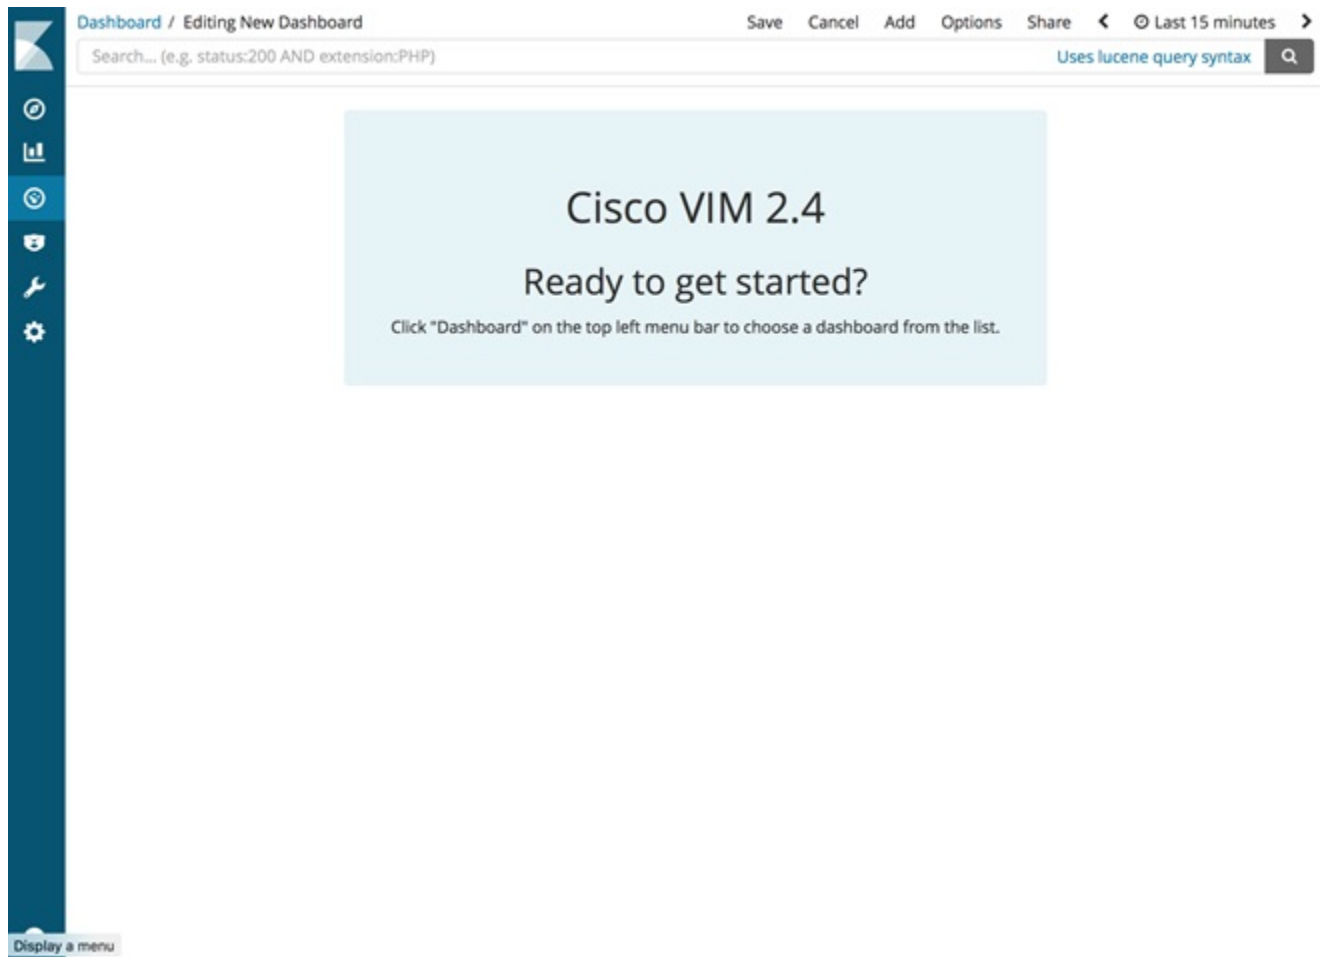 Dashboard / Editing New Dashboard Save Cancel Add Options Share Last 15 minutes
Search... (e.g. status:200 AND extension:PHP) Uses lucene query syntax
Cisco VIM 2.4
Ready to get started?
Click "Dashboard" on the top left menu bar to choose a dashboard from the list.
Display a menu